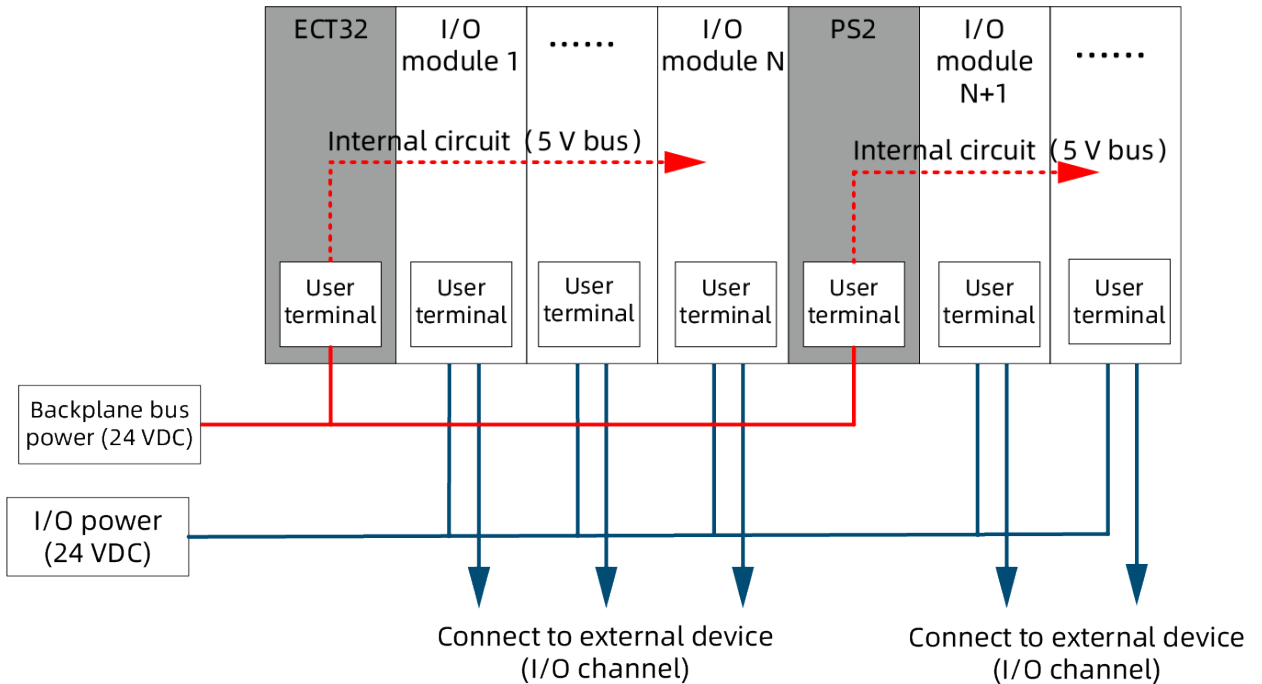 ECT32
I/O
module 1
······
I/O
module N
PS2
I/O
module
N+1
······
Internal circuit (5 V bus)
Internal circuit (5 V bus)
User
terminal
User
terminal
User
terminal
User
terminal
User
terminal
User
terminal
User
terminal
Backplane bus
power (24 VDC)
I/O power
(24 VDC)
Connect to external device
(I/O channel)
Connect to external device
(I/O channel)